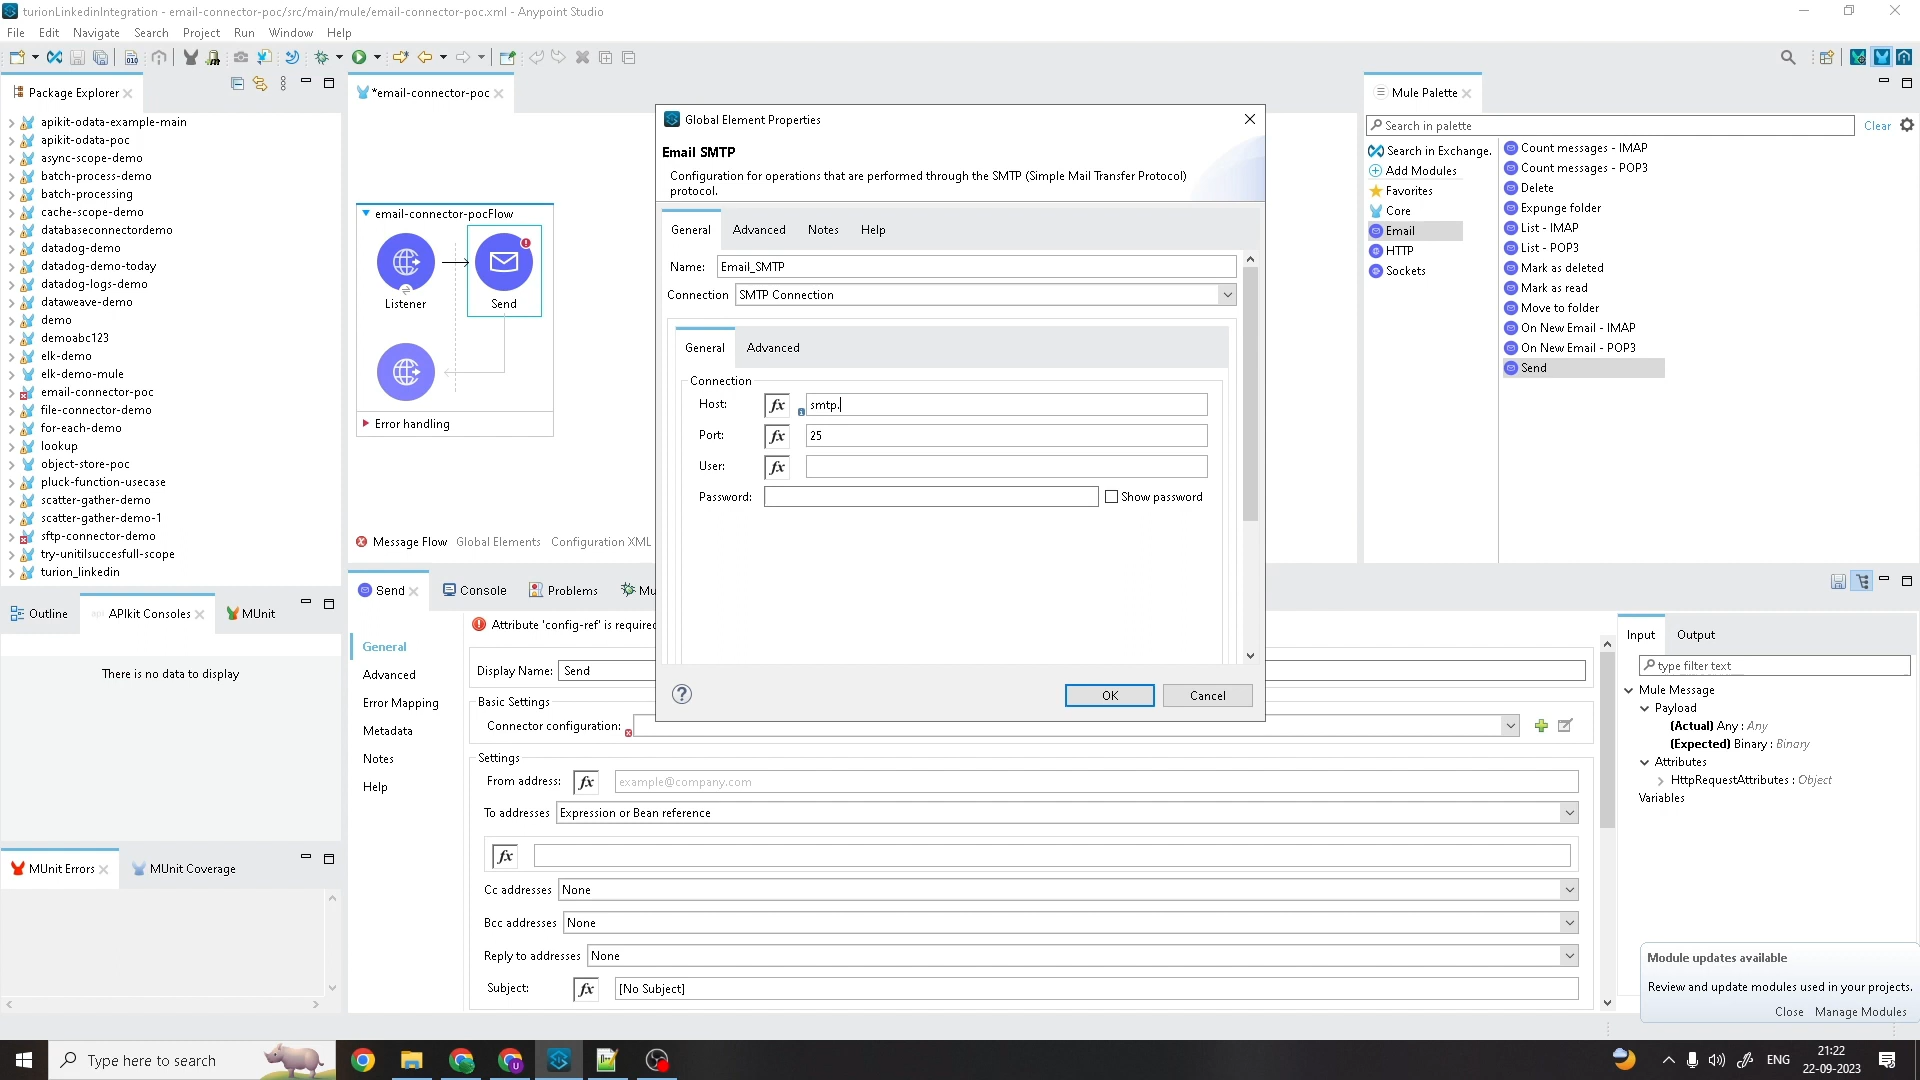 turionLinkedinIntegration - email-connector-poc/src/main/mule/email-connector-poc.xml - Anypoint Studio
File Edit Navigate Search Project Run Window Help
Package Explorer
apikit-odata-example-main
apikit-odata-poc
async-scope-demo
batch-process-demo
batch-processing
cache-scope-demo
databaseconnectordemo
datadog-demo
datadog-demo-today
datadog-logs-demo
dataweave-demo
demo
demoabc123
elk-demo
elk-demo-mule
email-connector-poc
file-connector-demo
for-each-demo
lookup
object-store-poc
pluck-function-usecase
scatter-gather-demo
scatter-gather-demo-1
sftp-connector-demo
try-unitilsuccesfull-scope
turion_linkedin
Outline APIkit Consoles MUnit
There is no data to display
MUnit Errors MUnit Coverage
*email-connector-poc
email-connector-pocFlow
Listener
Send
Error handling
Message Flow Global Elements Configuration XML
Global Element Properties
Email SMTP
Configuration for operations that are performed through the SMTP (Simple Mail Transfer Protocol)
protocol.
General Advanced Notes Help
Name: Email_SMTP
Connection SMTP Connection
General Advanced
Connection
Host: fx smtp.
Port: fx 25
User: fx
Password: Show password
OK Cancel
Send Console Problems Mu
General
Advanced
Error Mapping
Metadata
Notes
Help
Attribute 'config-ref' is required
Display Name: Send
Basic Settings
Connector configuration:
Settings
From address: fx example@company.com
To addresses Expression or Bean reference
fx
Cc addresses None
Bcc addresses None
Reply to addresses None
Subject: fx [No Subject]
Mule Palette
Search in palette
Clear
Search in Exchange.
Add Modules
Favorites
Core
Email
HTTP
Sockets
Count messages - IMAP
Count messages - POP3
Delete
Expunge folder
List - IMAP
List - POP3
Mark as deleted
Mark as read
Move to folder
On New Email - IMAP
On New Email - POP3
Send
Input Output
type filter text
Mule Message
Payload
(Actual) Any : Any
(Expected) Binary : Binary
Attributes
HttpRequestAttributes : Object
Variables
Module updates available
Review and update modules used in your projects.
Close Manage Modules
Type here to search
ENG
21:22
22-09-2023